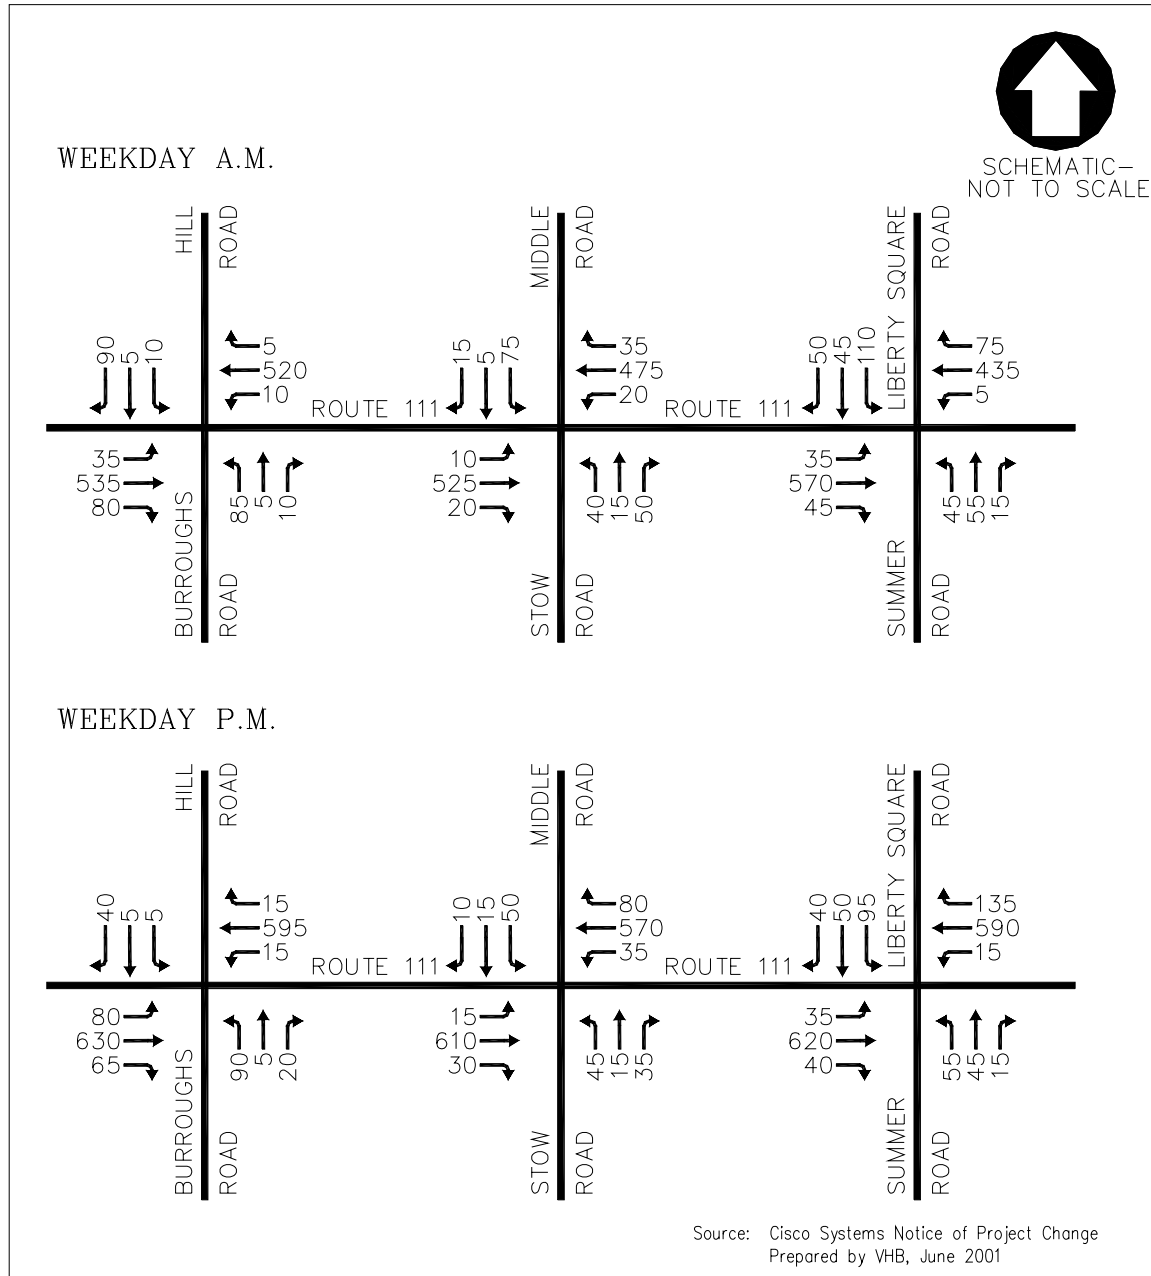 SCHEMATIC—
NOT TO SCALE
WEEKDAY A.M.
HILL
ROAD
MIDDLE
ROAD
LIBERTY SQUARE
ROAD
90
5
10
5
520
10
ROUTE 111
15
5
75
35
475
20
ROUTE 111
50
45
110
75
435
5
35
535
80
85
5
10
10
525
20
40
15
50
35
570
45
45
55
15
BURROUGHS
ROAD
STOW
ROAD
SUMMER
ROAD
WEEKDAY P.M.
HILL
ROAD
MIDDLE
ROAD
LIBERTY SQUARE
ROAD
40
5
5
15
595
15
ROUTE 111
10
15
50
80
570
35
ROUTE 111
40
50
95
135
590
15
80
630
65
90
5
20
15
610
30
45
15
35
35
620
40
55
45
15
BURROUGHS
ROAD
STOW
ROAD
SUMMER
ROAD
Source: Cisco Systems Notice of Project Change
Prepared by VHB, June 2001